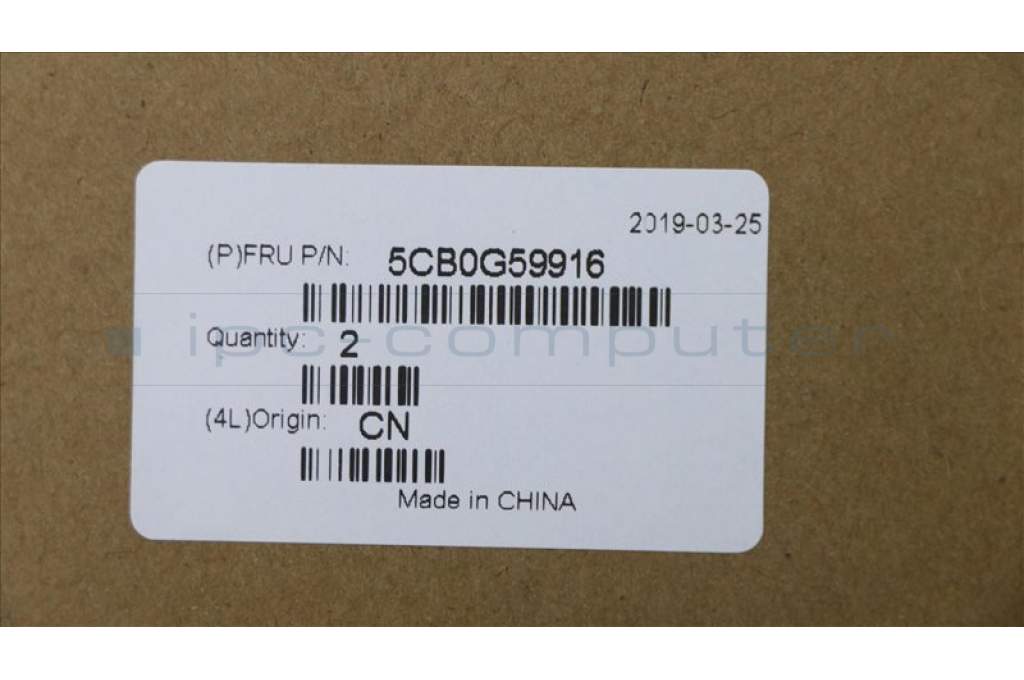 2019-03-25
(P)FRU P/N: 5CB0G59916
ipc-computer
Quantity: 2
(4L)Origin: CN
Made in CHINA